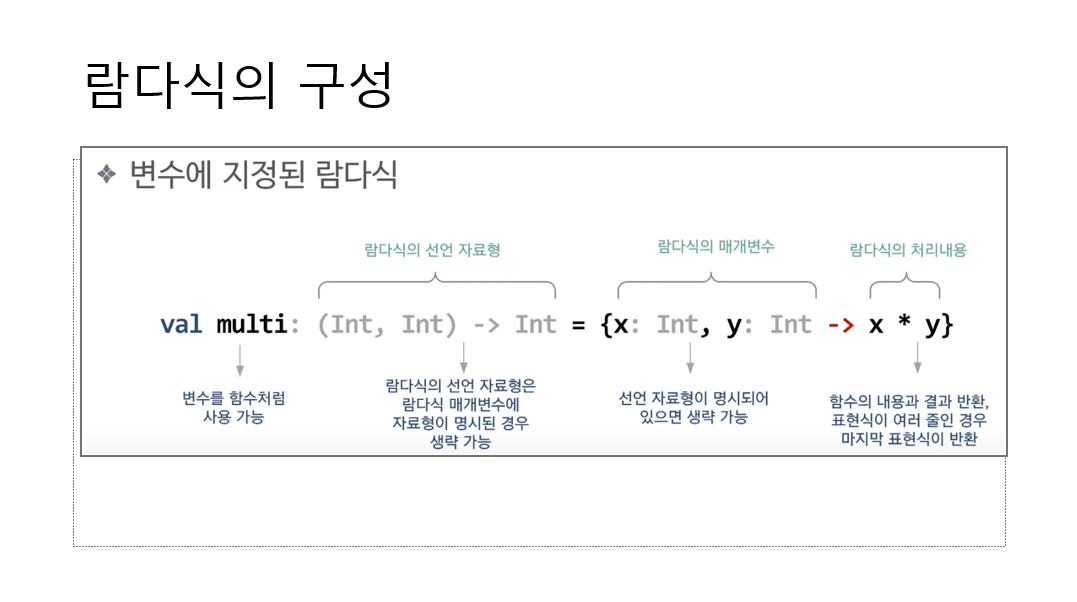 람다식의 구성
❖ 변수에 지정된 람다식
람다식의 선언 자료형
람다식의 매개변수
람다식의 처리내용
val multi: (Int, Int) -> Int = {x: Int, y: Int -> x * y}
변수를 함수처럼
사용 가능
람다식의 선언 자료형은
람다식 매개변수에
자료형이 명시된 경우
생략 가능
선언 자료형이 명시되어
있으면 생략 가능
함수의 내용과 결과 반환,
표현식이 여러 줄인 경우
마지막 표현식이 반환